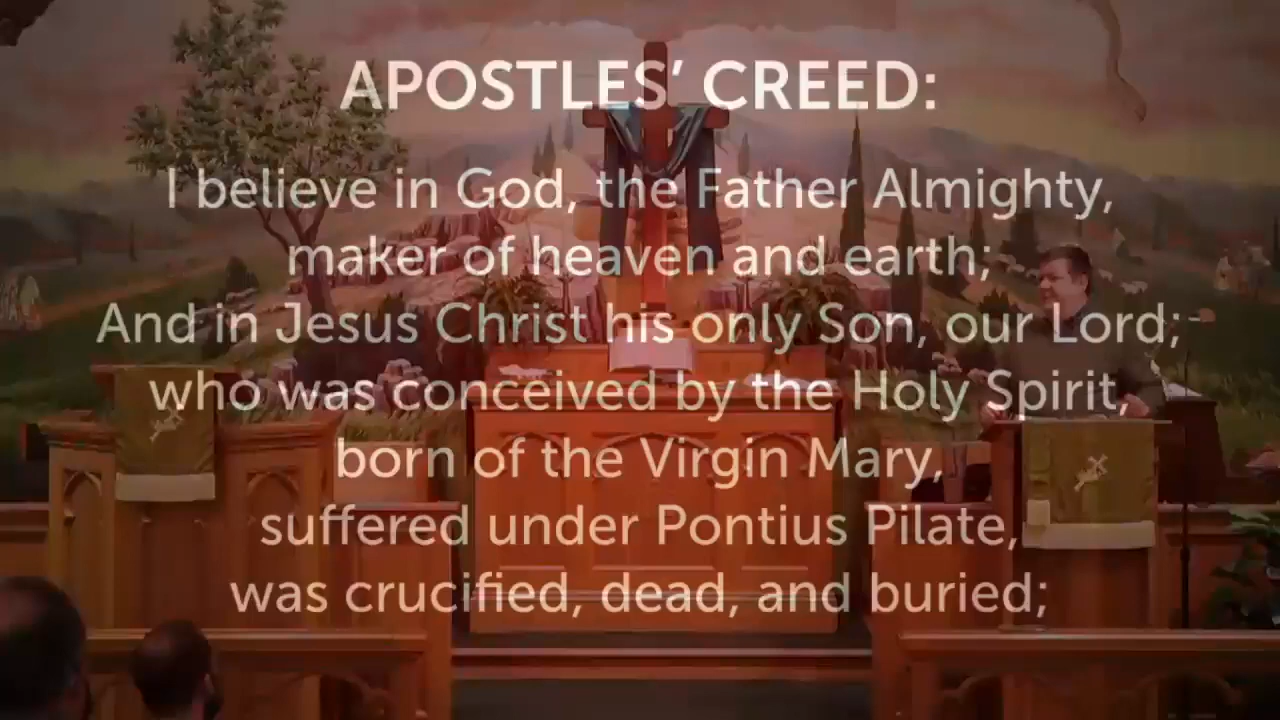 APOSTLES’ CREED:
I believe in God, the Father Almighty,
maker of heaven and earth;
And in Jesus Christ his only Son, our Lord;
who was conceived by the Holy Spirit,
born of the Virgin Mary,
suffered under Pontius Pilate,
was crucified, dead, and buried;